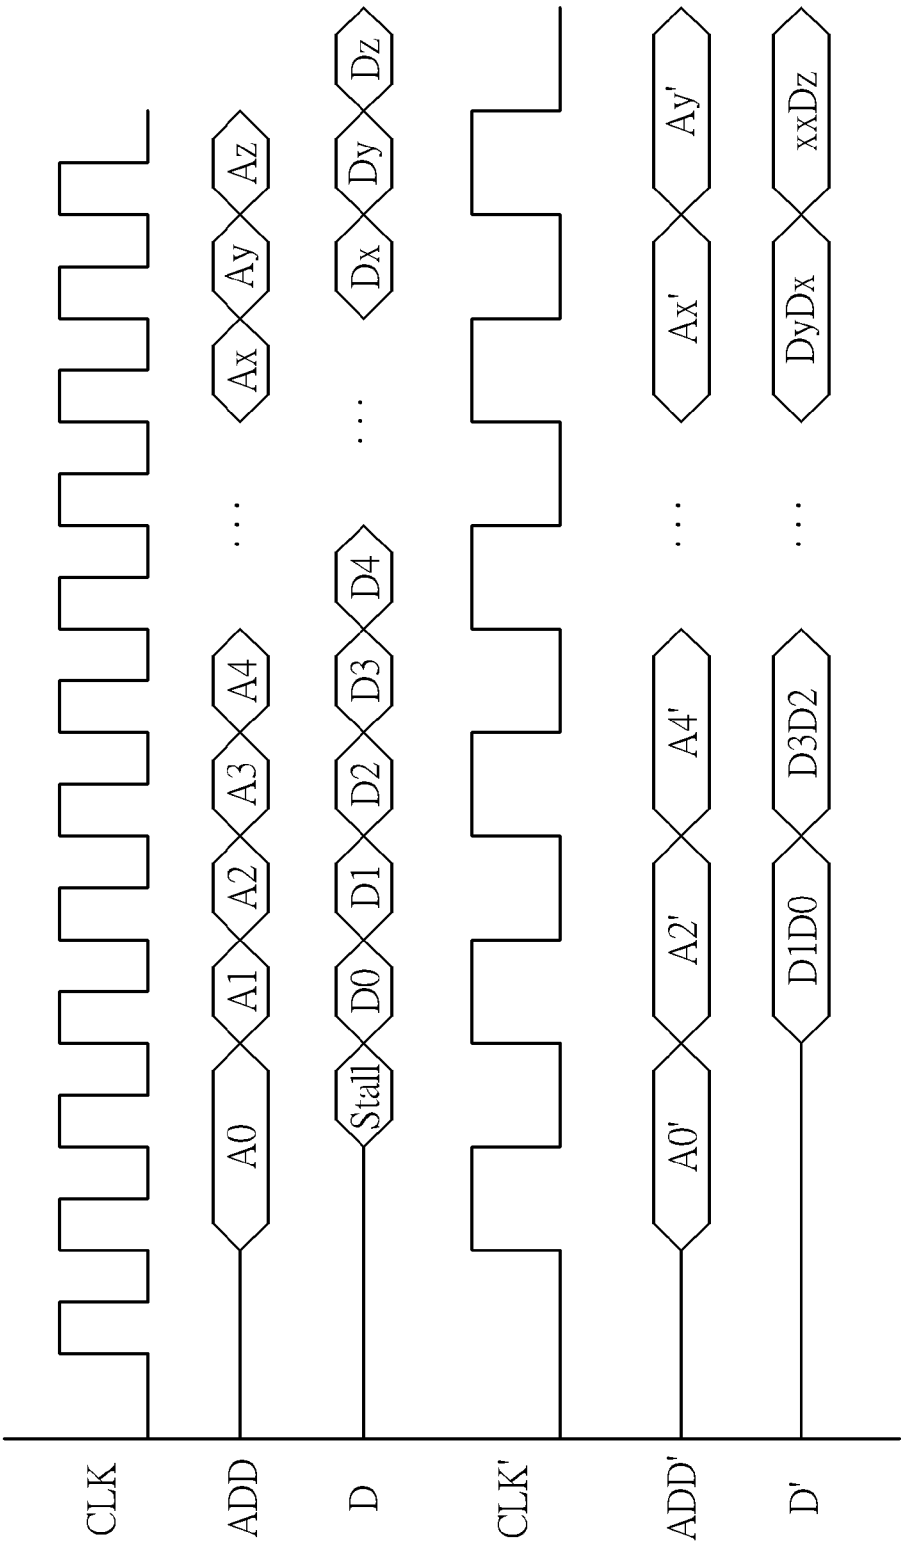 CLK
ADD A0 A1 A2 A3 A4 ... Ax Ay Az
D Stall D0 D1 D2 D3 D4 ... Dx Dy Dz
CLK'
ADD' A0' A2' A4' ... Ax' Ay'
D' D1D0 D3D2 ... DyDx xxDz